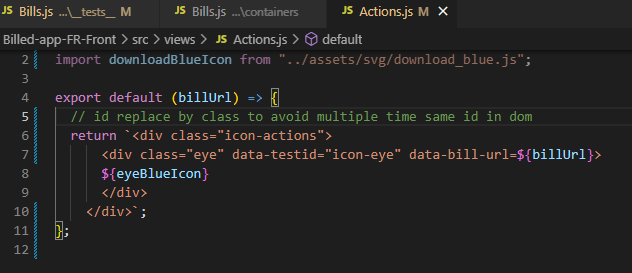 JS Bills.js ...\__tests__ M JS Bills.js ...\containers JS Actions.js M ×
Billed-app-FR-Front > src > views > JS Actions.js > default
2 import downloadBlueIcon from "../assets/svg/download_blue.js";
3
4 export default (billUrl) => {
5 // id replace by class to avoid multiple time same id in dom
6 return `<div class="icon-actions">
7 <div class="eye" data-testid="icon-eye" data-bill-url=${billUrl}>
8 ${eyeBlueIcon}
9 </div>
10 </div>`;
11 };
12